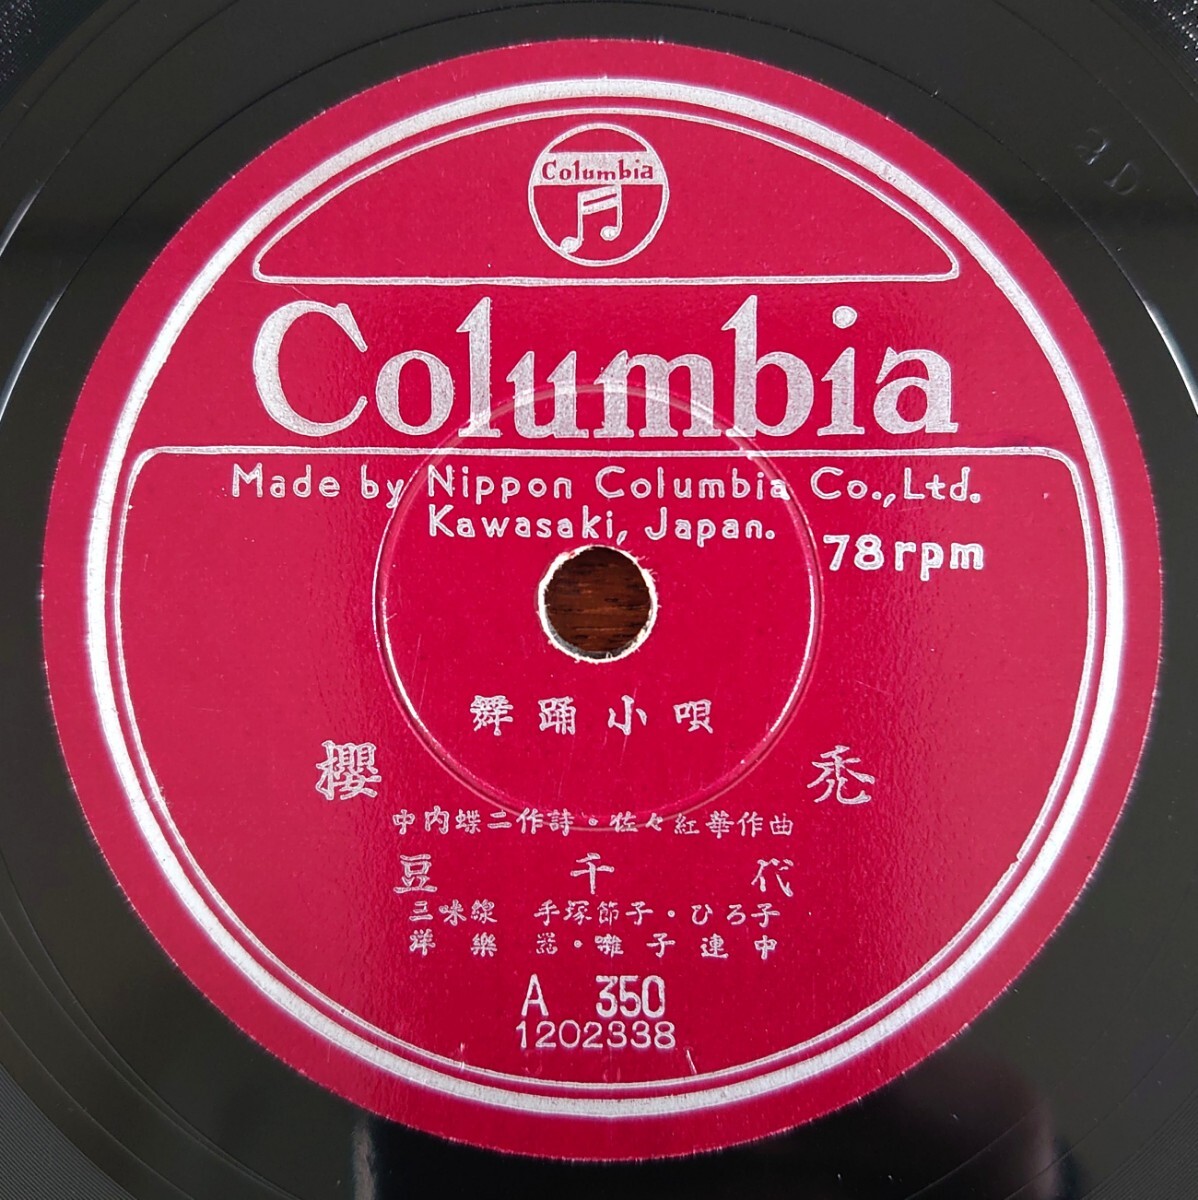 Columbia
Columbia
Made by Nippon Columbia Co., Ltd.
Kawasaki, Japan.
78 rpm
舞踊小唄
櫻禿
中内蝶二作詩・佐々紅華作曲
豆千代
三味線 手塚節子・ひろ子
洋樂器・囃子連中
A 350
1202338
a D